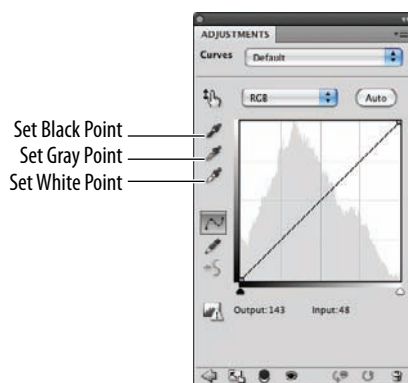 ADJUSTMENTS
Curves Default
RGB Auto
Set Black Point
Set Gray Point
Set White Point
Output: 143 Input: 48